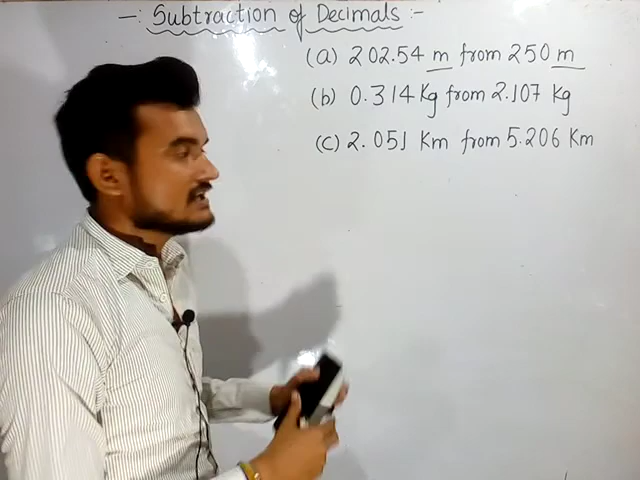 -: Subtraction of Decimals :-
(a) 202.54 m from 250 m
(b) 0.314 Kg from 2.107 Kg
(c) 2.051 Km from 5.206 Km